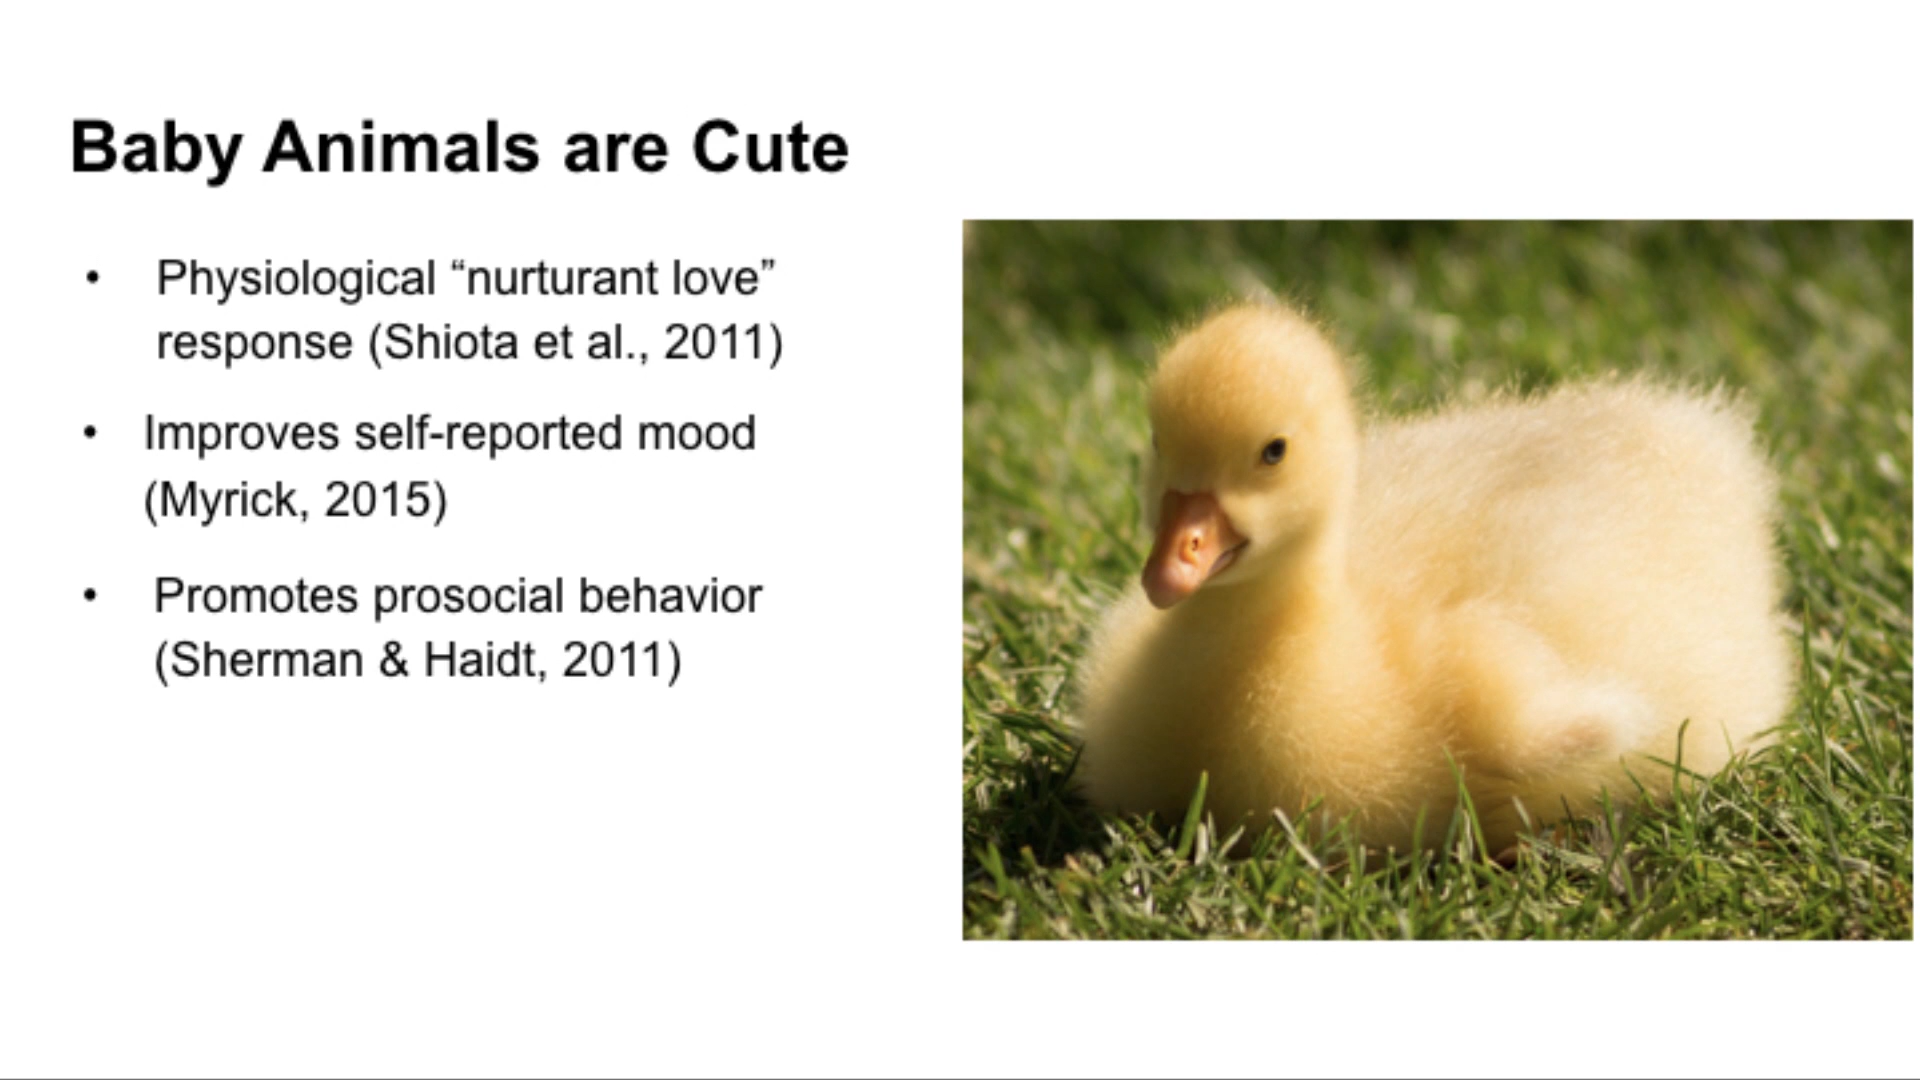 Baby Animals are Cute
• Physiological “nurturant love”
response (Shiota et al., 2011)
• Improves self-reported mood
(Myrick, 2015)
• Promotes prosocial behavior
(Sherman & Haidt, 2011)